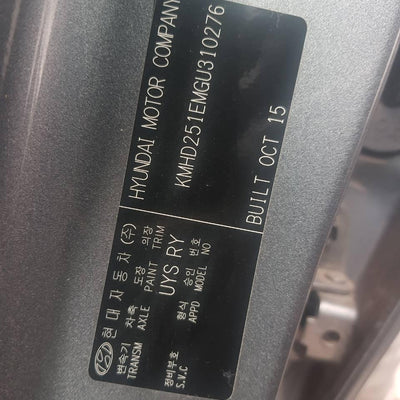 HYUNDAI MOTOR COMPANY
KMHD251EMGU310276
BUILT OCT 15
현대자동차 (주)
변속기 차축 도장 의장
TRANSM AXLE PAINT TRIM
UYS RY
형식 승인 번호
APPD MODEL NO
정비부호
S.V.C